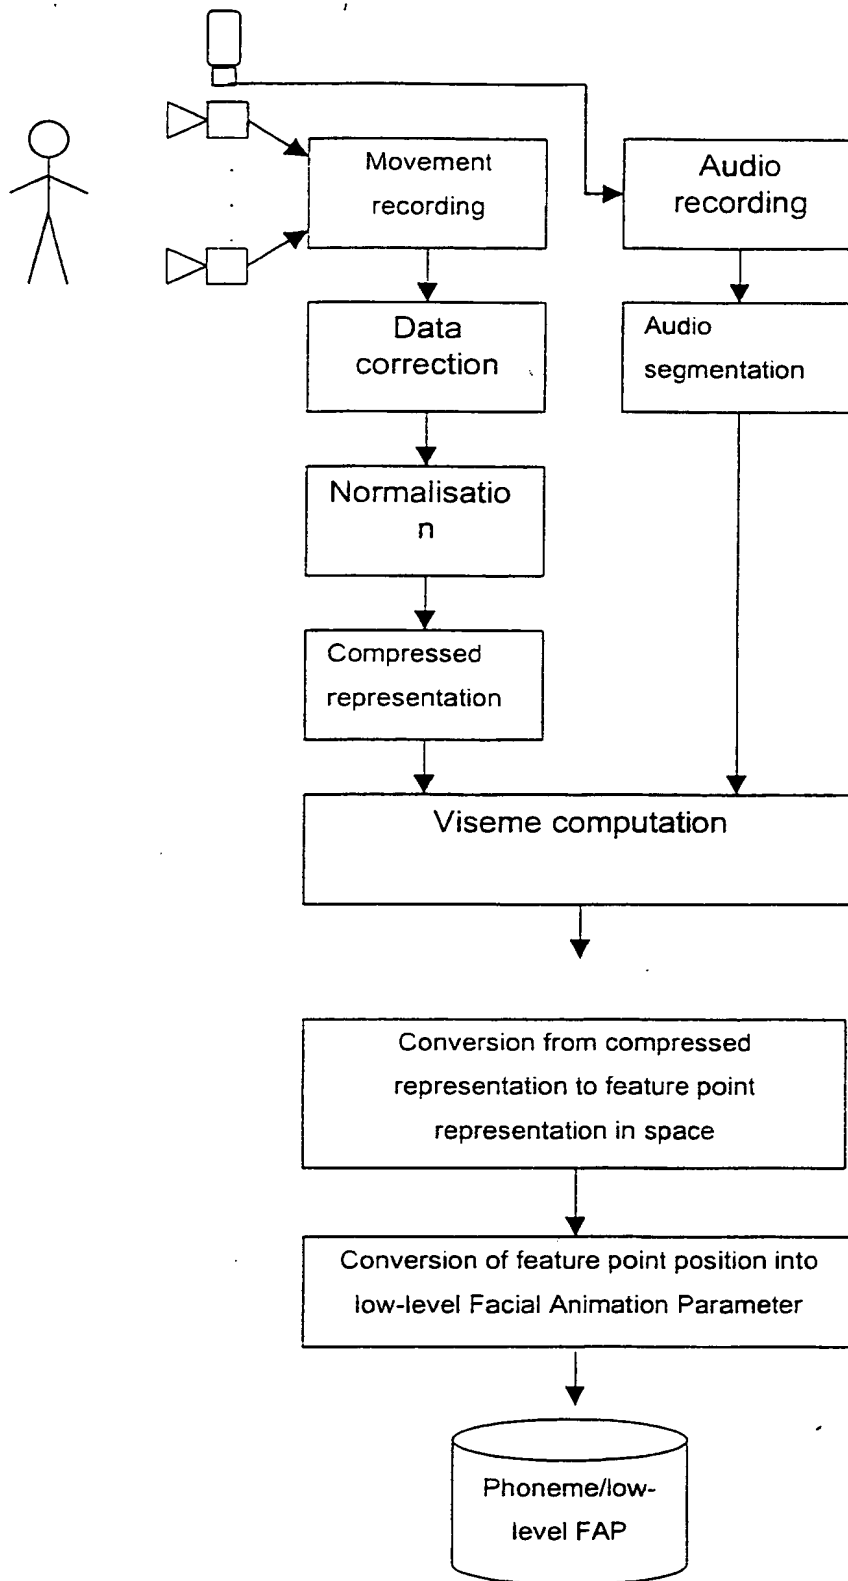 Movement
recording
Audio
recording
Data
correction
Audio
segmentation
Normalisatio
n
Compressed
representation
Viseme computation
Conversion from compressed
representation to feature point
representation in space
Conversion of feature point position into
low-level Facial Animation Parameter
Phoneme/low-
level FAP